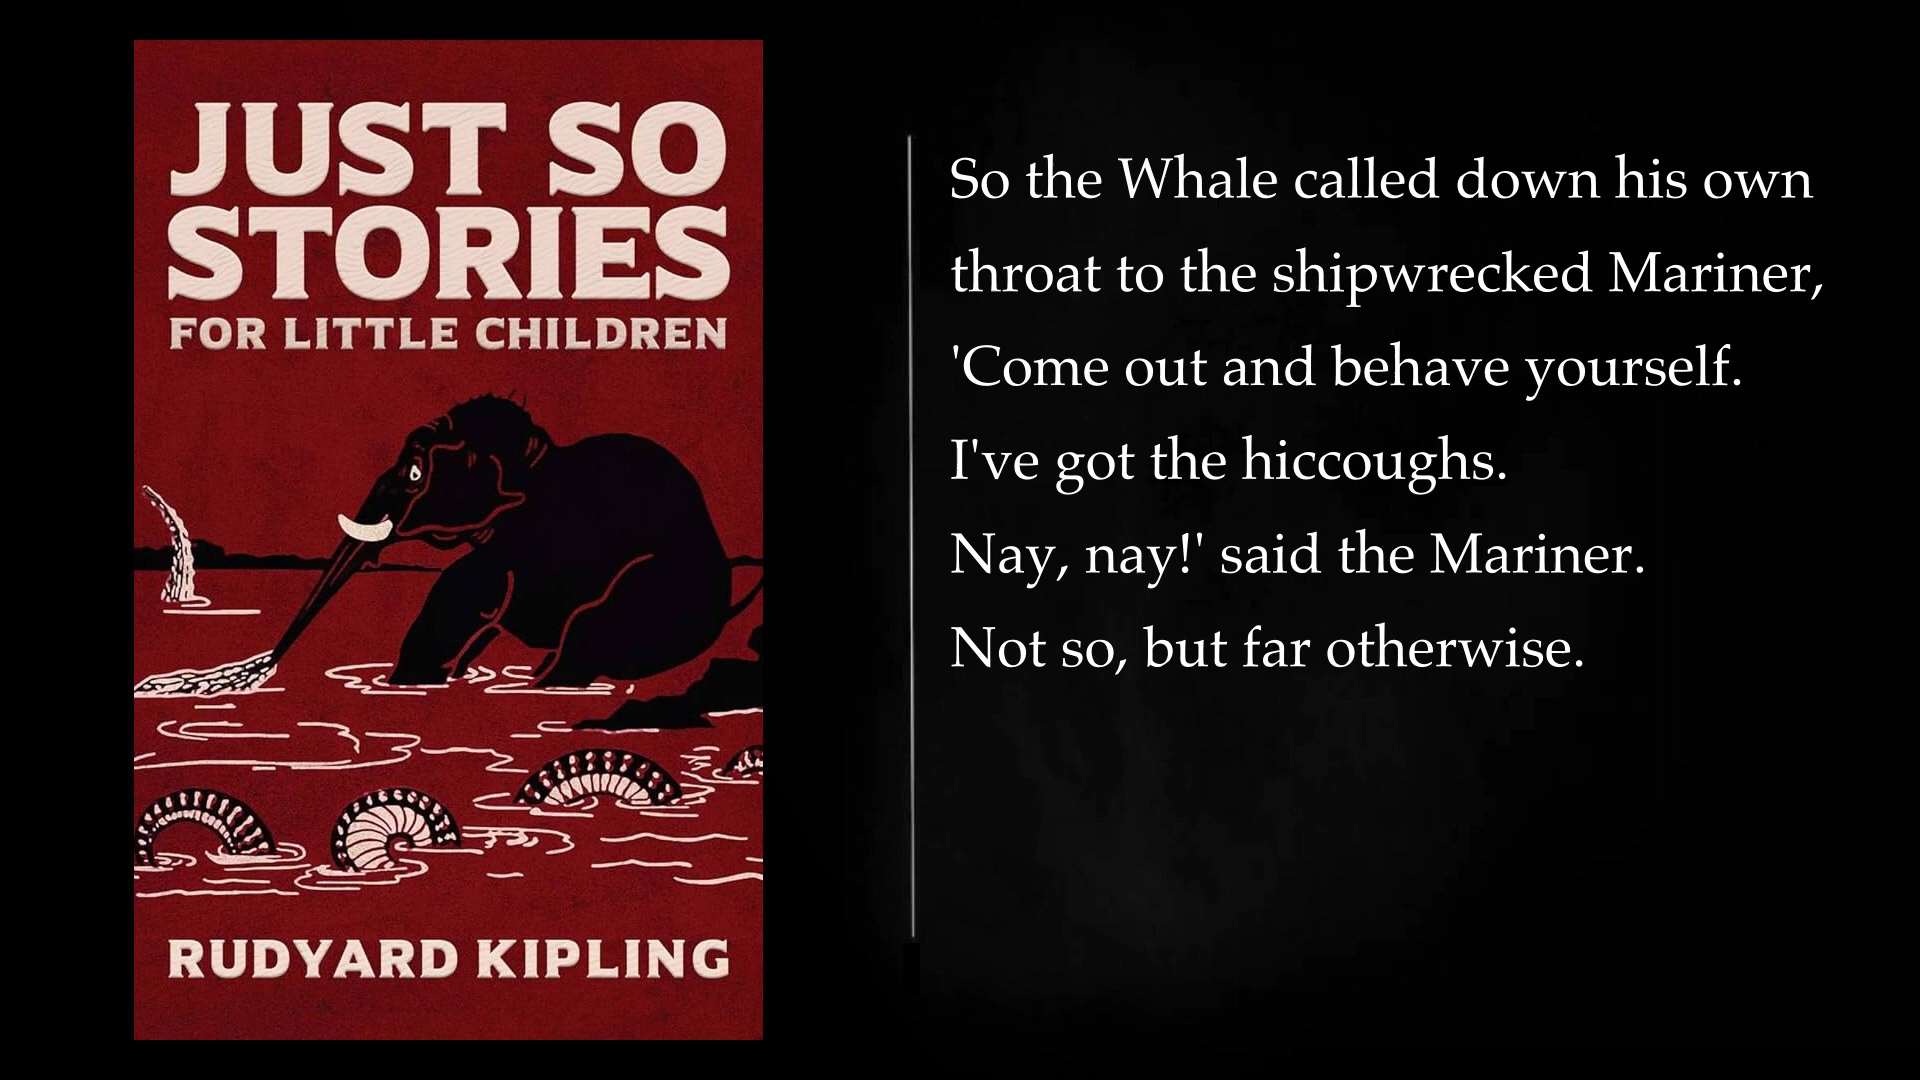 JUST SO
STORIES
FOR LITTLE CHILDREN
RUDYARD KIPLING
So the Whale called down his own
throat to the shipwrecked Mariner,
'Come out and behave yourself.
I've got the hiccoughs.
Nay, nay!' said the Mariner.
Not so, but far otherwise.